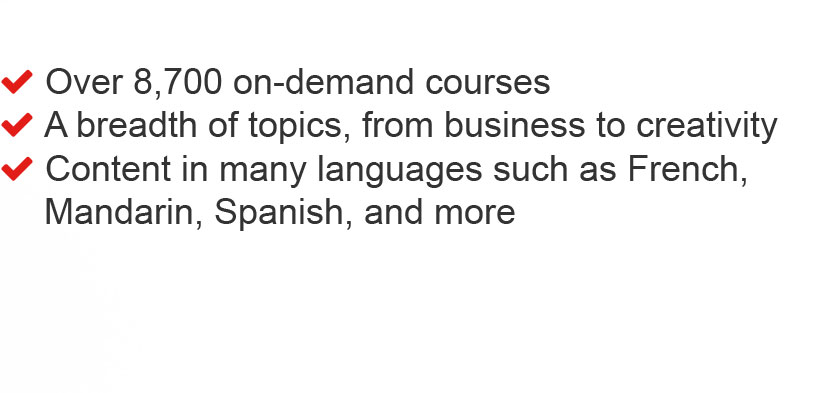 Over 8,700 on-demand courses
A breadth of topics, from business to creativity
Content in many languages such as French,
Mandarin, Spanish, and more